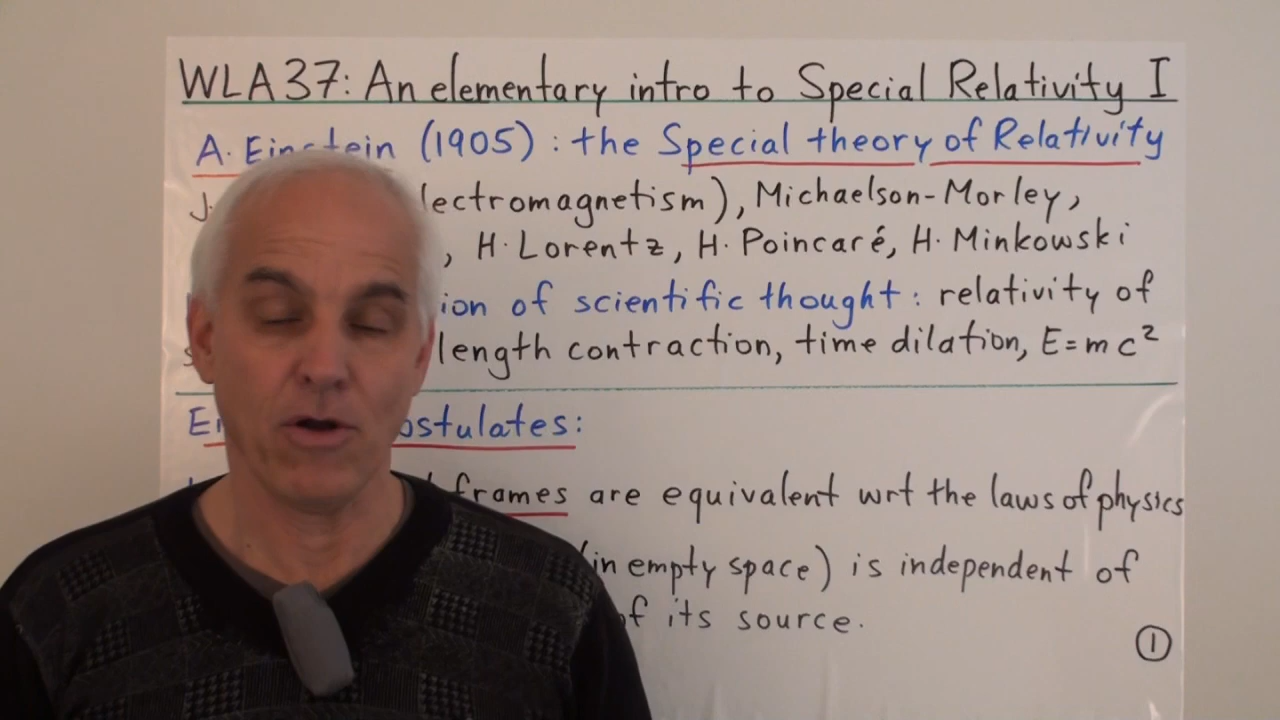 WLA37: An elementary intro to Special Relativity I
A. Einstein (1905): the Special theory of Relativity
J. lectromagnetism), Michaelson-Morley,
, H. Lorentz, H. Poincaré, H. Minkowski
ion of scientific thought: relativity of
length contraction, time dilation, E=mc²
ostulates:
frames are equivalent wrt the laws of physics
(in empty space) is independent of
of its source.
1